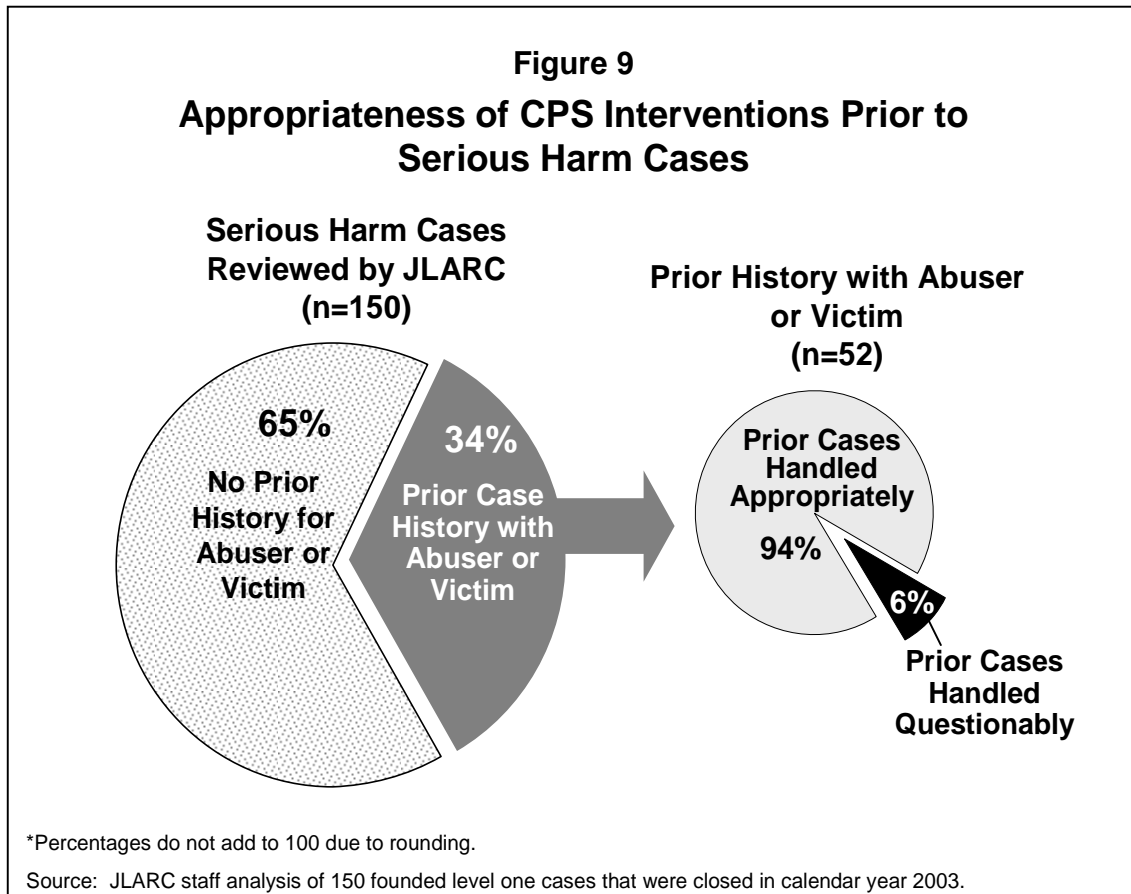 Figure 9
Appropriateness of CPS Interventions Prior to
Serious Harm Cases
Serious Harm Cases
Reviewed by JLARC
(n=150)
65%
No Prior
History for
Abuser or
Victim
34%
Prior Case
History with
Abuser or
Victim
Prior History with Abuser
or Victim
(n=52)
Prior Cases
Handled
Appropriately
94%
6%
Prior Cases
Handled
Questionably
*Percentages do not add to 100 due to rounding.
Source: JLARC staff analysis of 150 founded level one cases that were closed in calendar year 2003.